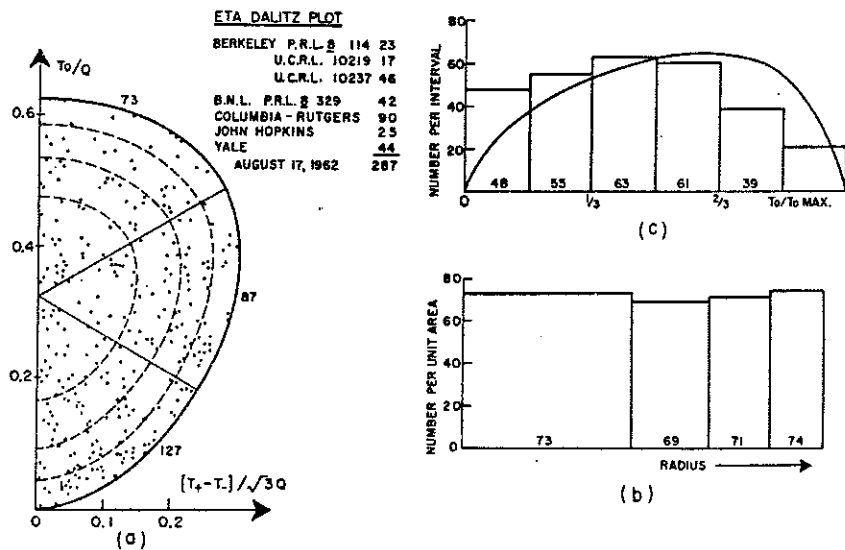 ETA DALITZ PLOT
BERKELEY P.R.L. 8 114 23
U.C.R.L. 10219 17
U.C.R.L. 10237 46
B.N.L. P.R.L. 8 329 42
COLUMBIA-RUTGERS 90
JOHN HOPKINS 25
YALE 44
AUGUST 17, 1962 287
T₀/Q
0.6
0.4
0.2
0
73
87
127
0 0.1 0.2
[T₊-T₋]/√3Q
(a)
NUMBER PER INTERVAL
80
60
40
20
48 55 63 61 39
0 1/3 2/3 T₀/T₀ MAX.
(c)
NUMBER PER UNIT AREA
80
60
40
20
0
73 69 71 74
RADIUS
(b)